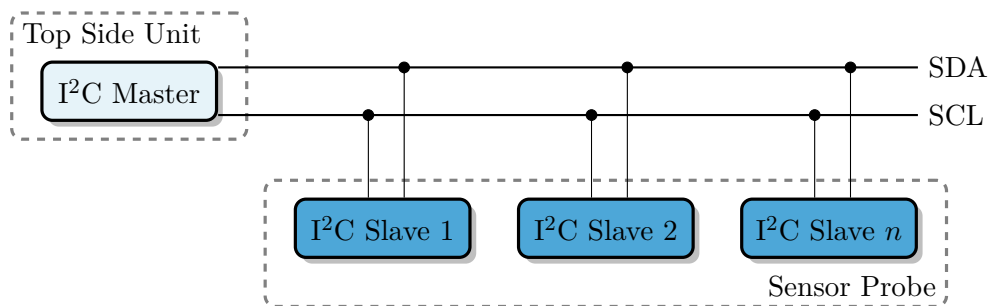 Top Side Unit
I²C Master
SDA
SCL
I²C Slave 1
I²C Slave 2
I²C Slave n
Sensor Probe